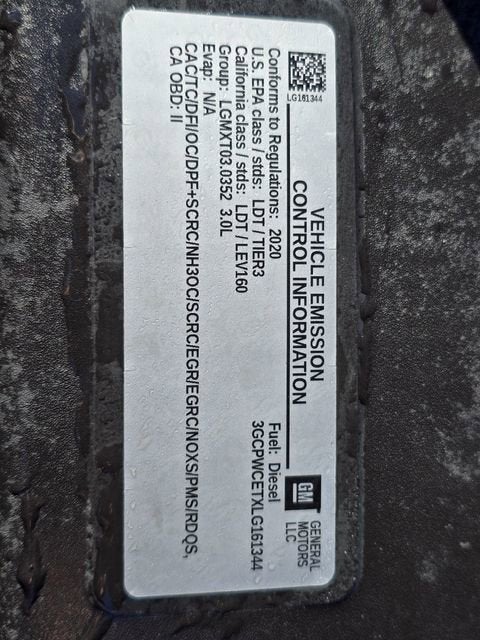 LG161344
VEHICLE EMISSION
CONTROL INFORMATION
GM
GENERAL
MOTORS
LLC
Conforms to Regulations: 2020
Fuel: Diesel
U.S. EPA class / stds: LDT / TIER3
3GCPWCETXLG161344
California class / stds: LDT / LEV160
Group: LGMXT03.0352 3.0L
Evap: N/A
CAC/TC/DFI/OC/DPF+SCRC/NH3OC/SCRC/EGR/EGRC/NOXS/PMS/RDQS,
CA OBD: II